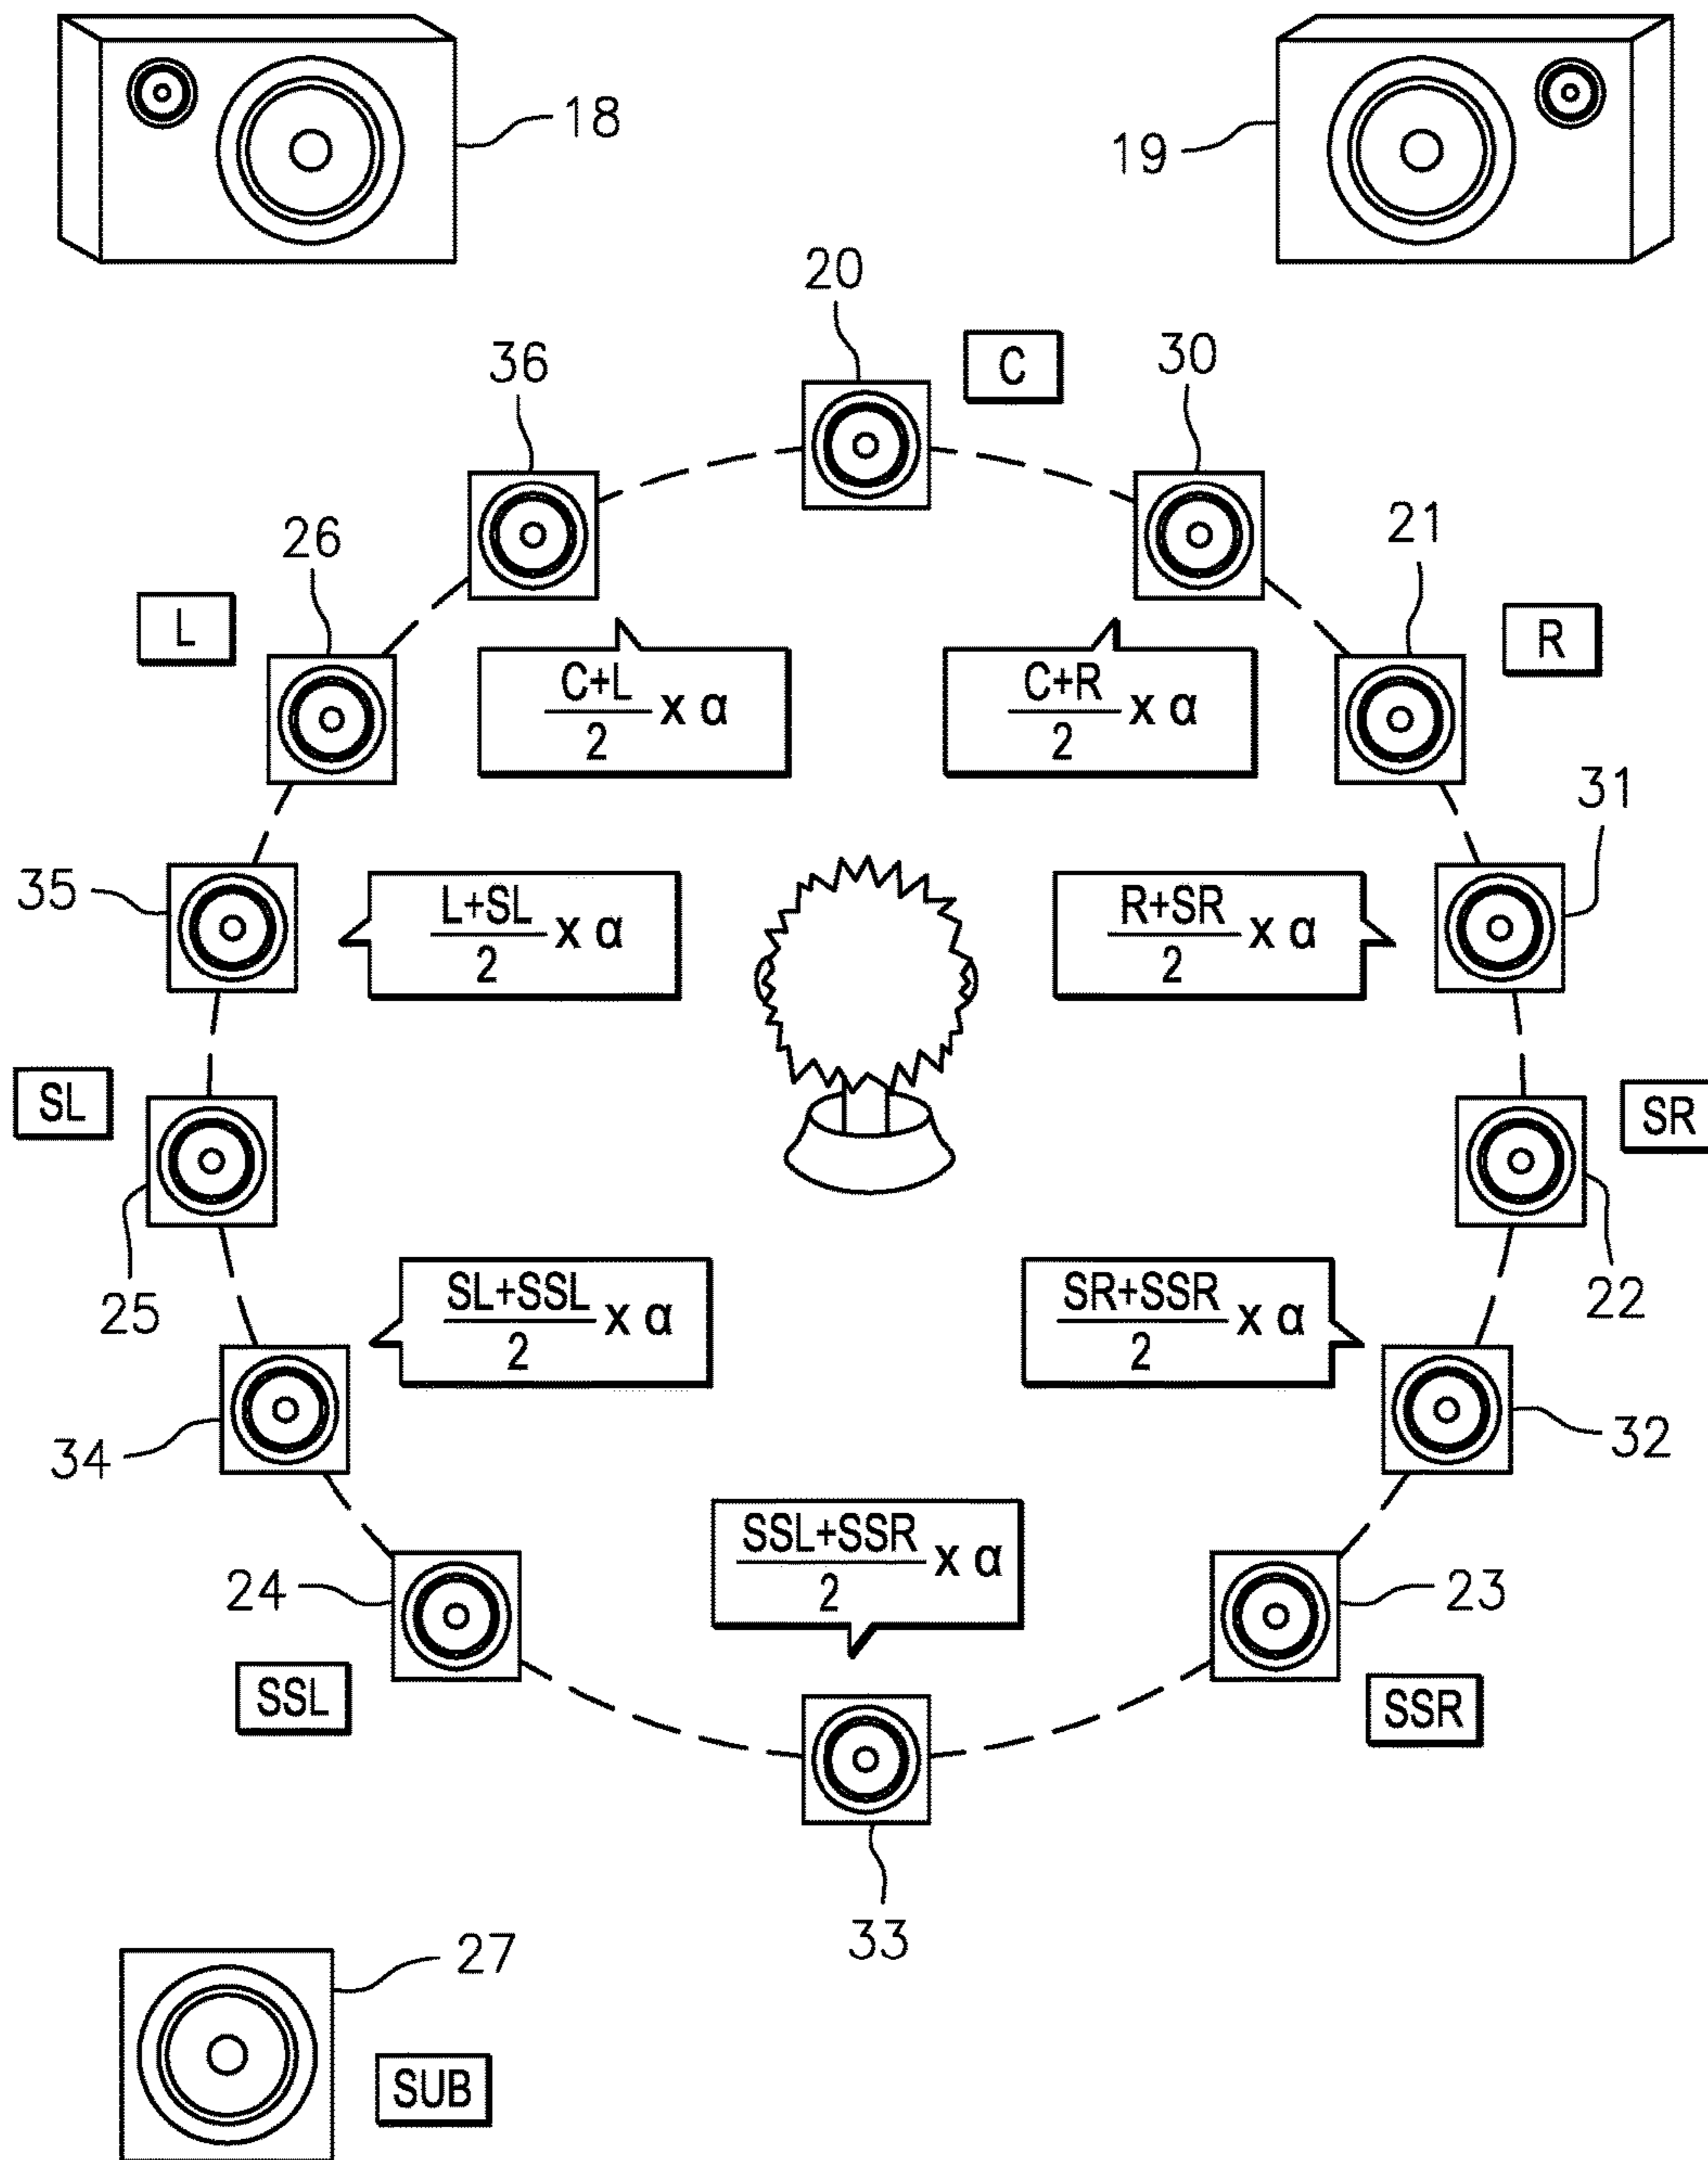 18
19
20
C
36
30
26
21
L
R
C+L
2
x α
C+R
2
x α
31
35
L+SL
2
x α
R+SR
2
x α
SL
SR
25
22
SL+SSL
2
x α
SR+SSR
2
x α
34
32
SSL+SSR
2
x α
24
23
SSL
SSR
33
27
SUB